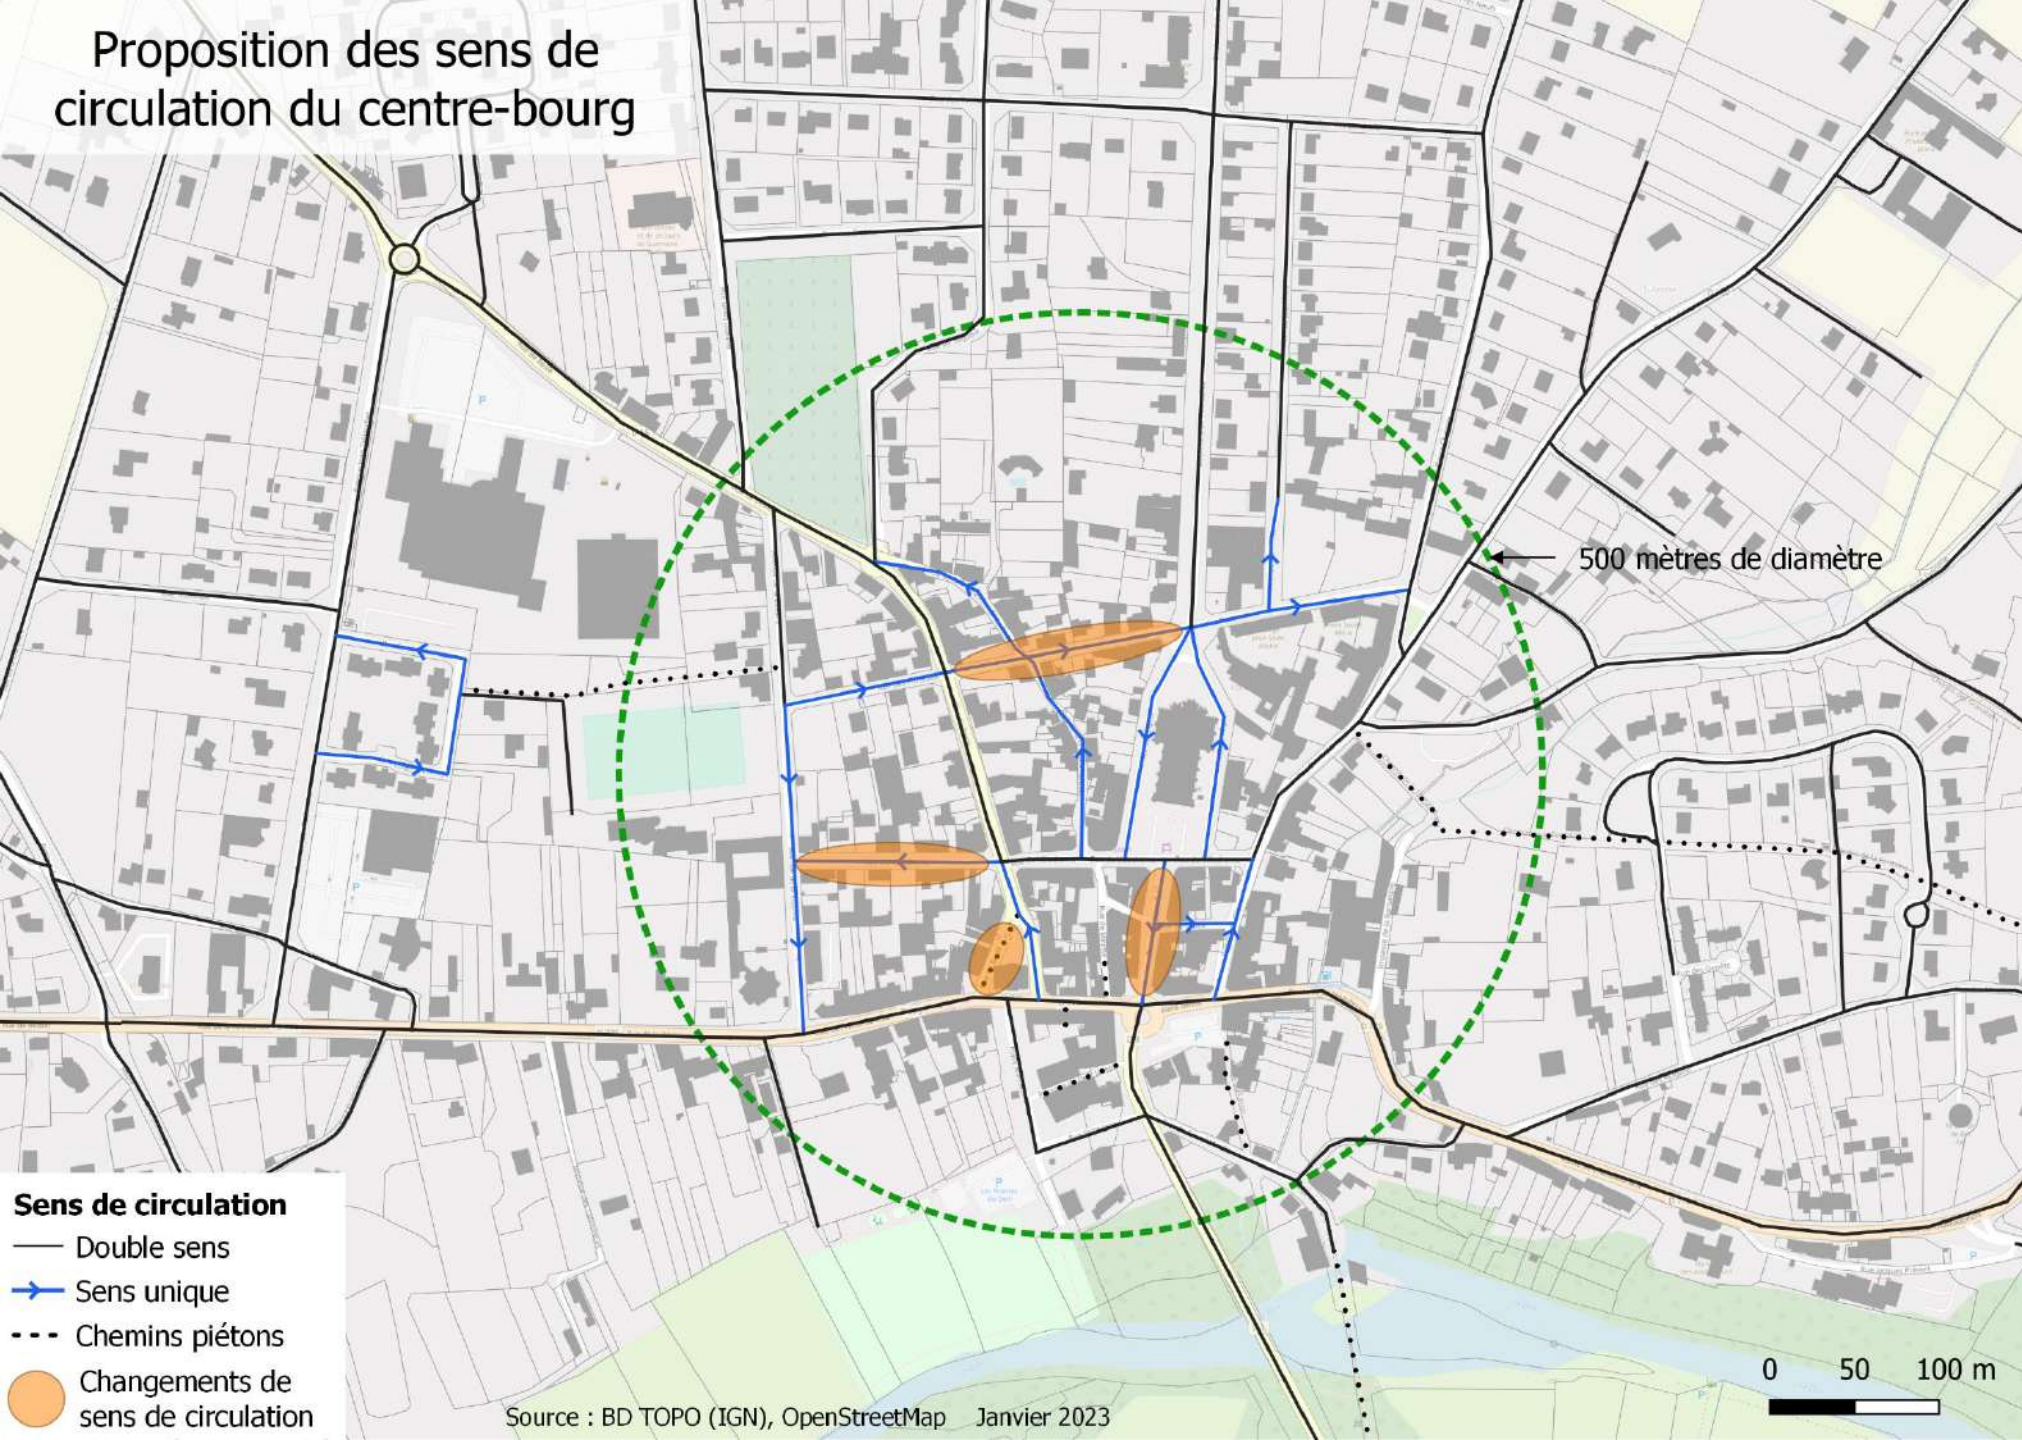 Proposition des sens de
circulation du centre-bourg
P
500 mètres de diamètre
P
P
P
P
P
Sens de circulation
Double sens
Sens unique
Chemins piétons
Changements de
sens de circulation
Source : BD TOPO (IGN), OpenStreetMap Janvier 2023
0 50 100 m